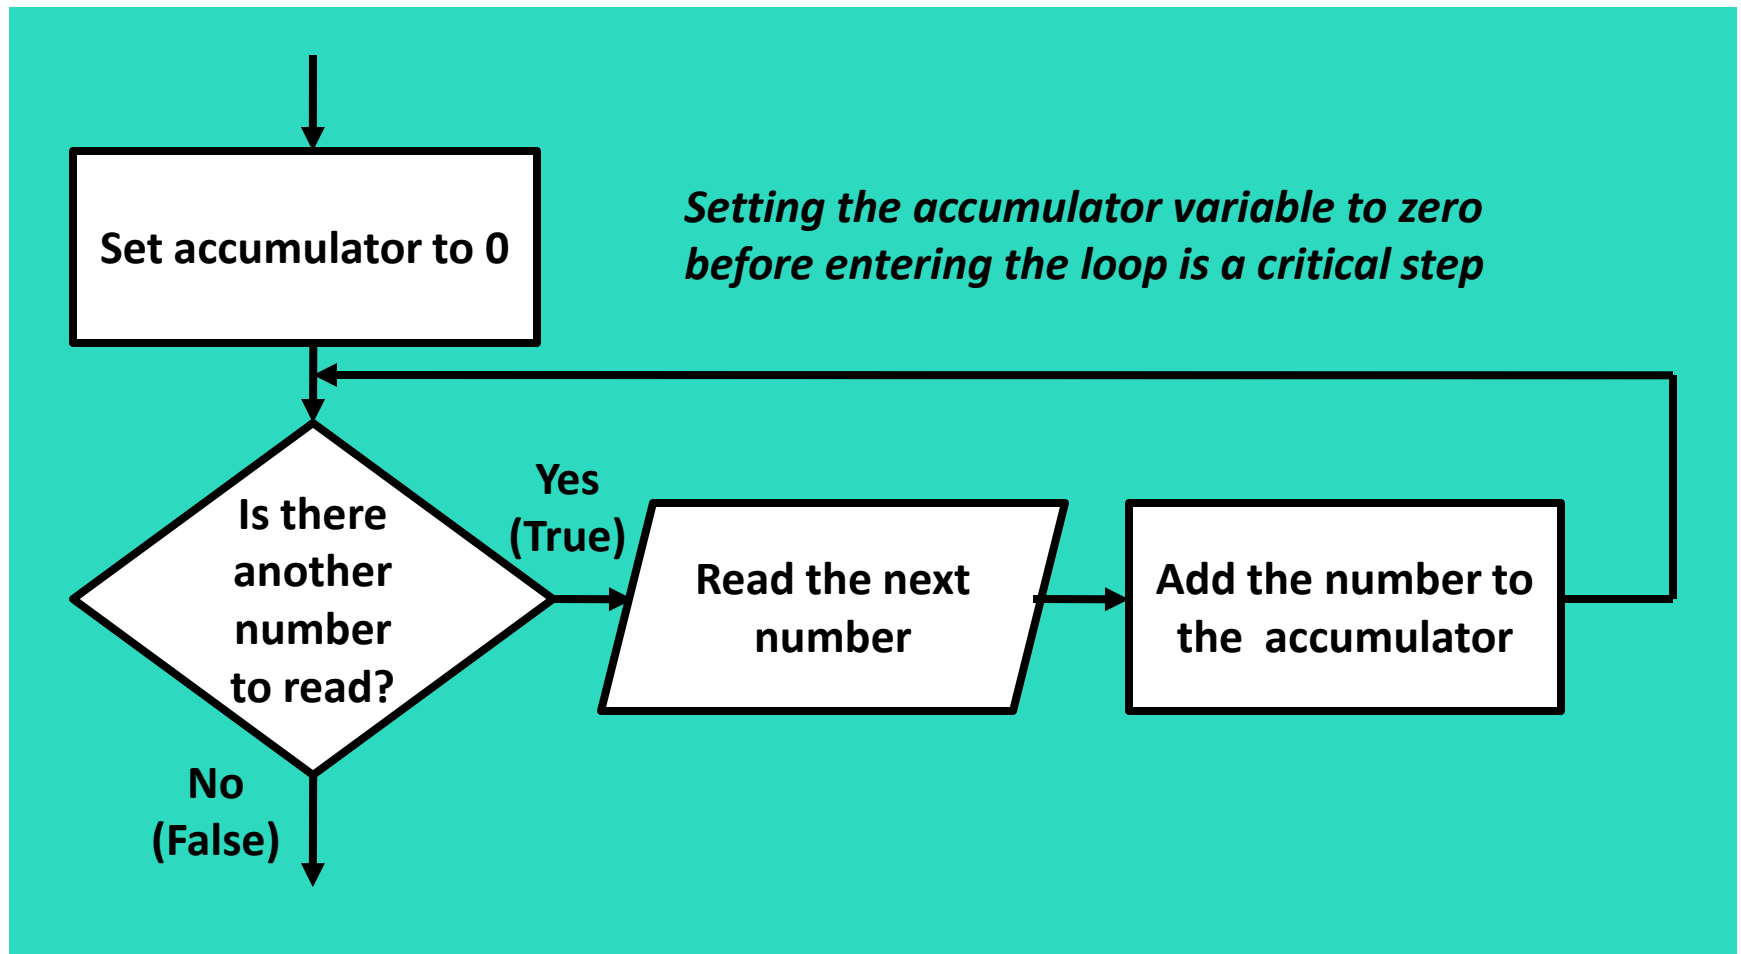 Set accumulator to 0
Setting the accumulator variable to zero
before entering the loop is a critical step
Is there
another
number
to read?
Yes
(True)
Read the next
number
Add the number to
the  accumulator
No
(False)